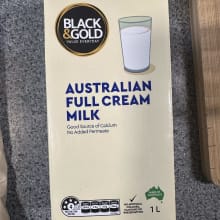 BLACK
&GOLD
VALUE EVERYDAY
AUSTRALIAN
FULL CREAM
MILK
Good Source of Calcium
No Added Permeate
1L